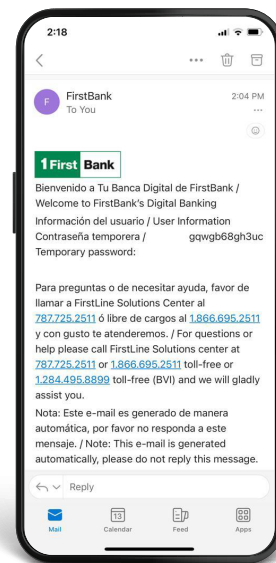 2:18
F
FirstBank
2:04 PM
To You
1 First Bank
Bienvenido a Tu Banca Digital de FirstBank /
Welcome to FirstBank's Digital Banking
Información del usuario / User Information
Contraseña temporera / gqwgb68gh3uc
Temporary password:
Para preguntas o de necesitar ayuda, favor de
llamar a FirstLine Solutions Center al
787.725.2511 ó libre de cargos al 1.866.695.2511
y con gusto te atenderemos. / For questions or
help please call FirstLine Solutions center at
787.725.2511 or 1.866.695.2511 toll-free or
1.284.495.8899 toll-free (BVI) and we will gladly
assist you.
Nota: Este e-mail es generado de manera
automática, por favor no responda a este
mensaje. / Note: This e-mail is generated
automatically, please do not reply this message.
Reply
13
Mail Calendar Feed Apps